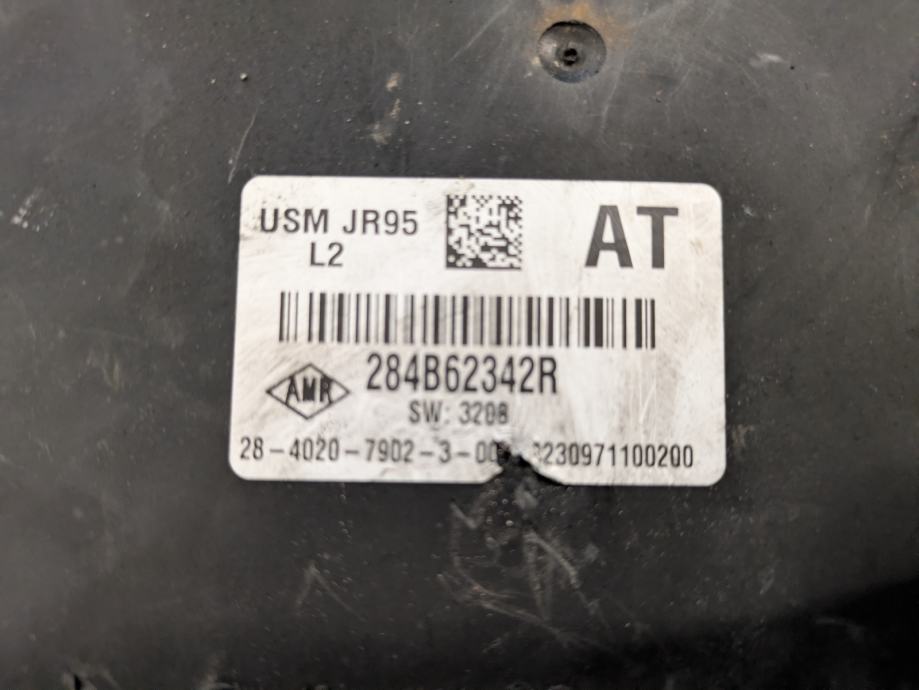 USM JR95
L2
AT
AMR
284B62342R
SW: 3208
28-4020-7902-3-00 230971100200